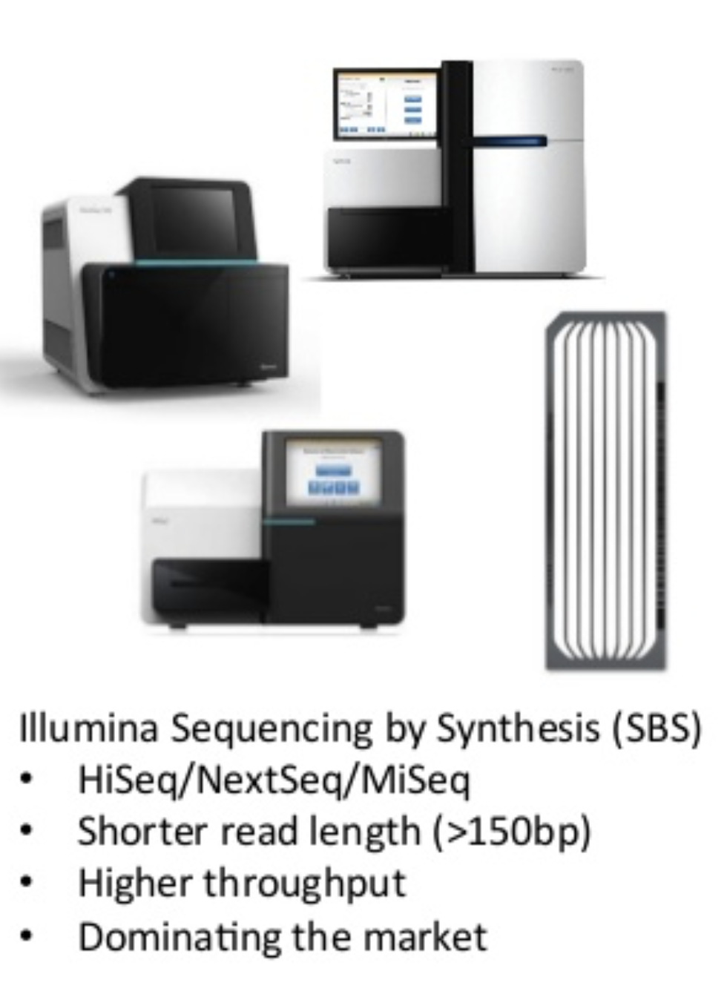 Illumina Sequencing by Synthesis (SBS)
• HiSeq/NextSeq/MiSeq
• Shorter read length (>150bp)
• Higher throughput
• Dominating the market